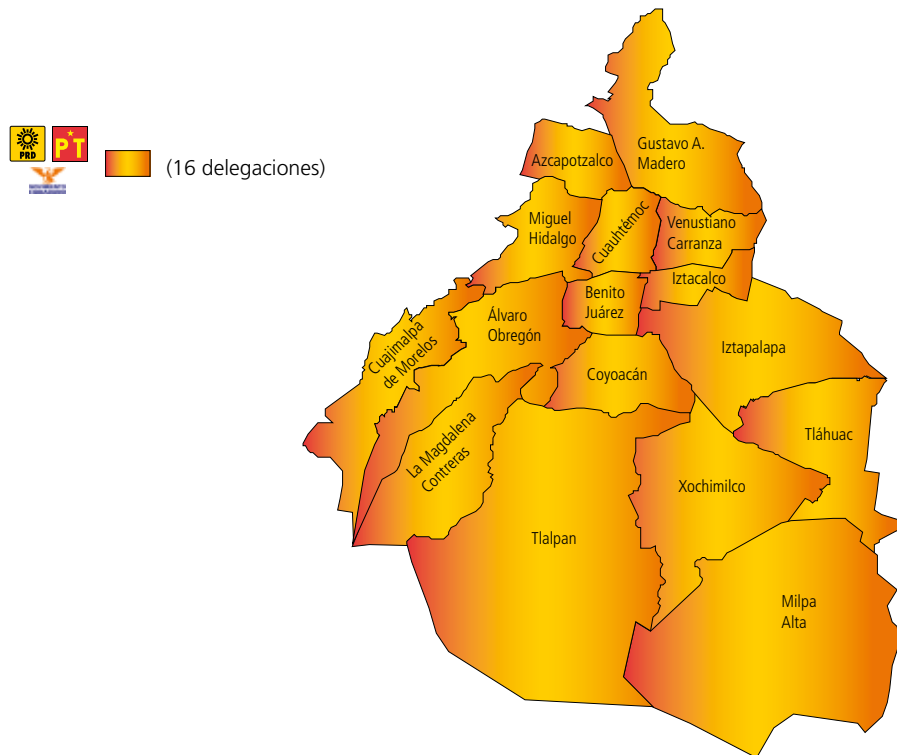 PRD
PT
(16 delegaciones)
Gustavo A.
Madero
Azcapotzalco
Miguel
Hidalgo
Cuauhtémoc
Venustiano
Carranza
Iztacalco
Benito
Juárez
Álvaro
Obregón
Cuajimalpa
de Morelos
Iztapalapa
Coyoacán
La Magdalena
Contreras
Tláhuac
Xochimilco
Tlalpan
Milpa
Alta